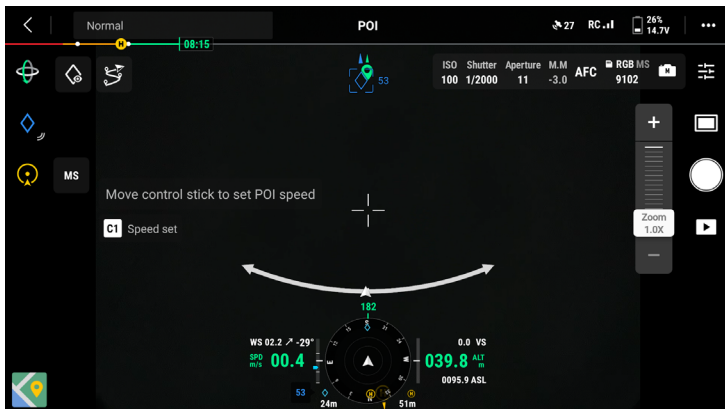 Normal
POI
27
RC
26%
14.7V
H
08:15
53
ISO Shutter Aperture M.M
100 1/2000 11 -3.0
AFC
RGB MS
9102
N
MS
Move control stick to set POI speed
C1 Speed set
+
Zoom
1.0X
−
182
WS 02.2 ↗ -29°
SPD
m/s
00.4
0.0 VS
039.8
ALT
m
0095.9 ASL
E
W
N
53
24m
H
51m